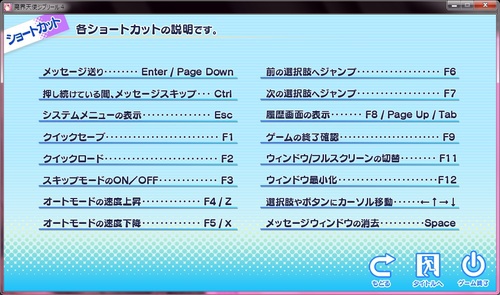 魔界天使ジブリール4
ショートカット
各ショートカットの説明です。
メッセージ送り········ Enter / Page Down
押し続けている間、メッセージスキップ··· Ctrl
システムメニューの表示·············· Esc
クイックセーブ······················ F1
クイックロード······················ F2
スキップモードのON／OFF············ F3
オートモードの速度上昇············ F4 / Z
オートモードの速度下降············ F5 / X
前の選択肢へジャンプ················ F6
次の選択肢へジャンプ················ F7
履歴画面の表示······ F8 / Page Up / Tab
ゲームの終了確認···················· F9
ウィンドウ/フルスクリーンの切替···· F11
ウィンドウ最小化··················· F12
選択肢やボタンにカーソル移動······←↑→↓
メッセージウィンドウの消去········· Space
もどる
タイトルへ
ゲーム終了